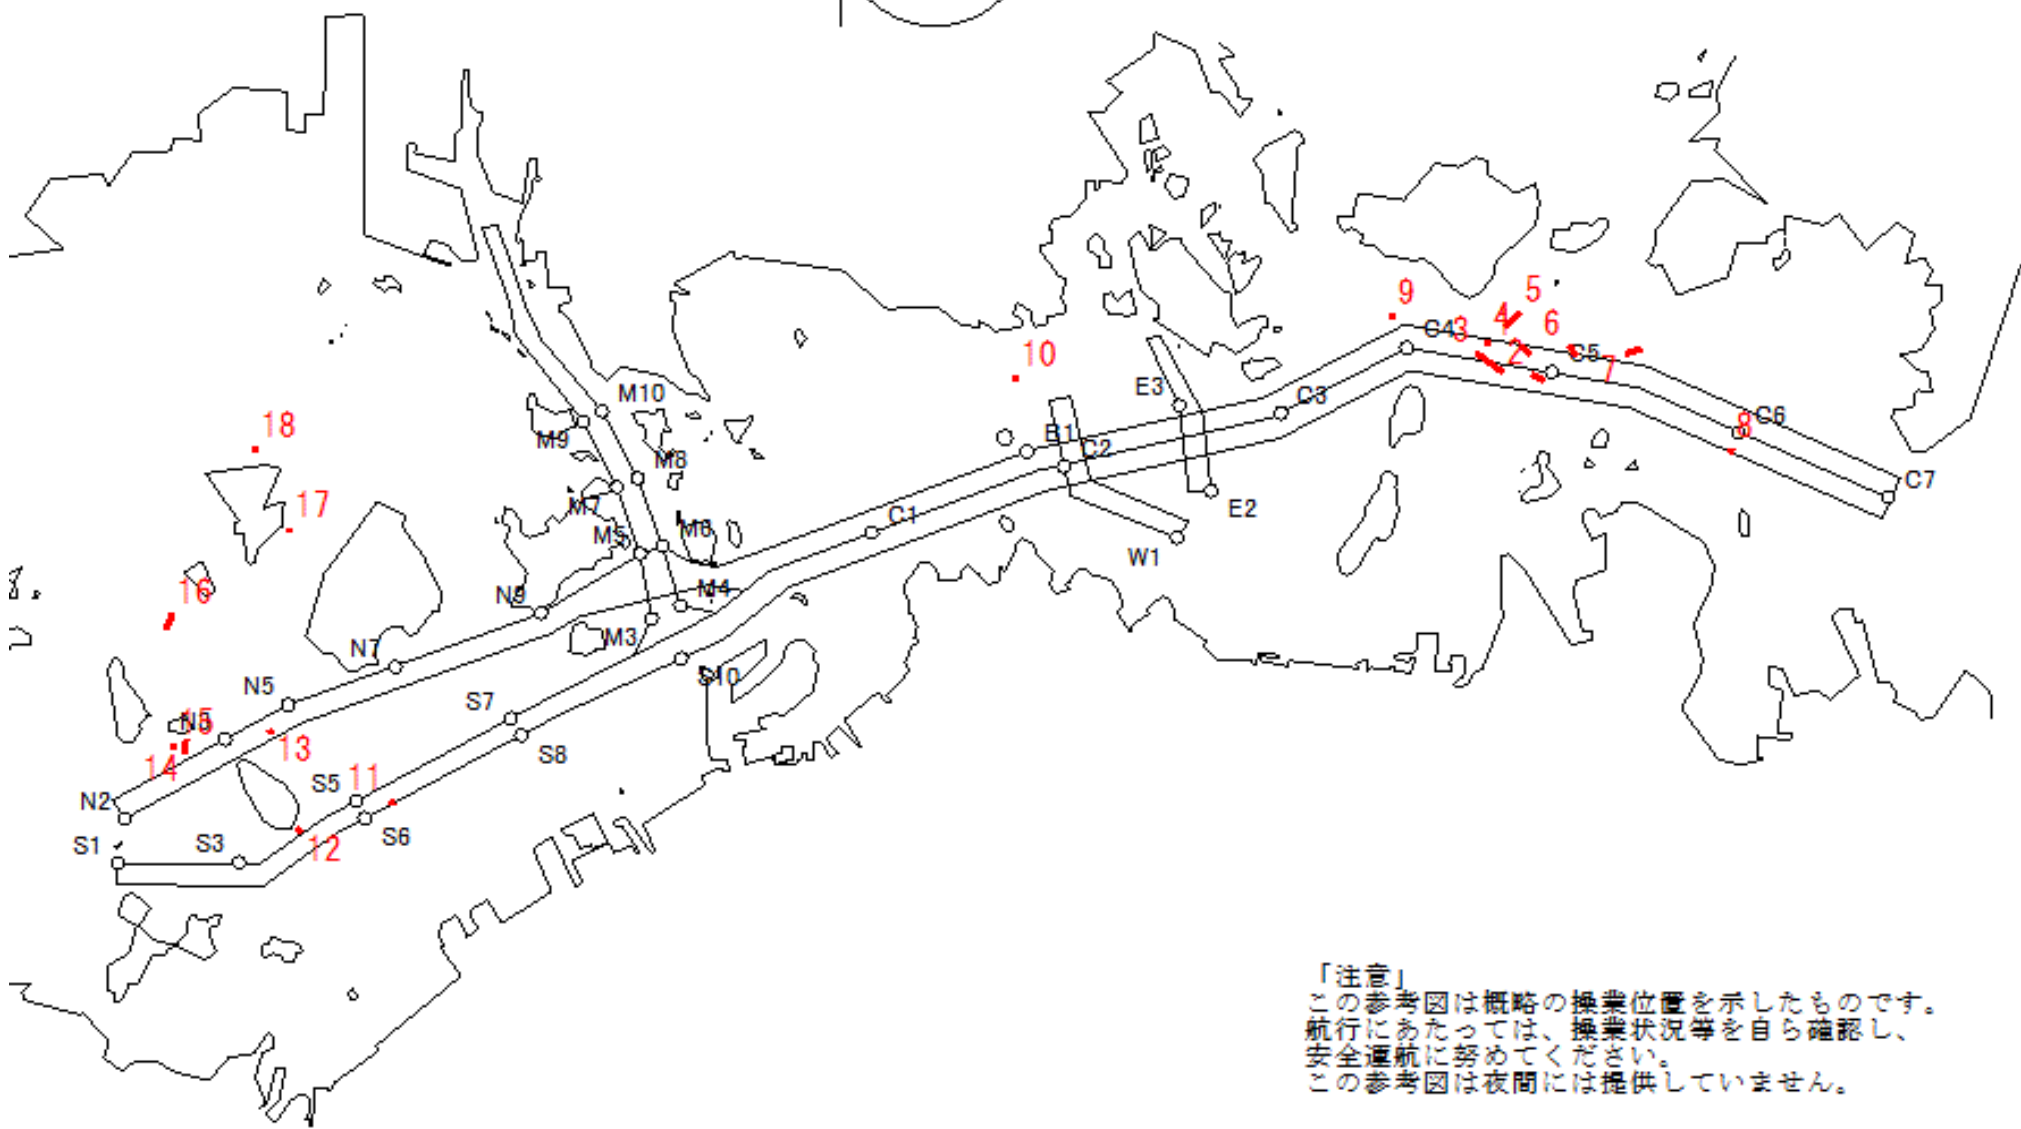 9
5
C4
3
4
1
6
2
C5
7
10
E3
C3
M10
C6
8
18
M9
B1
C2
M8
C7
17
M7
M5
M6
C1
E2
W1
16
N9
M4
N7
M3
N5
S10
S7
N3
15
14
13
S8
S5
11
N2
S1
S3
12
S6
「注意」
この参考図は概略の操業位置を示したものです。
航行にあたっては、操業状況等を自ら確認し、
安全運航に努めてください。
この参考図は夜間には提供していません。